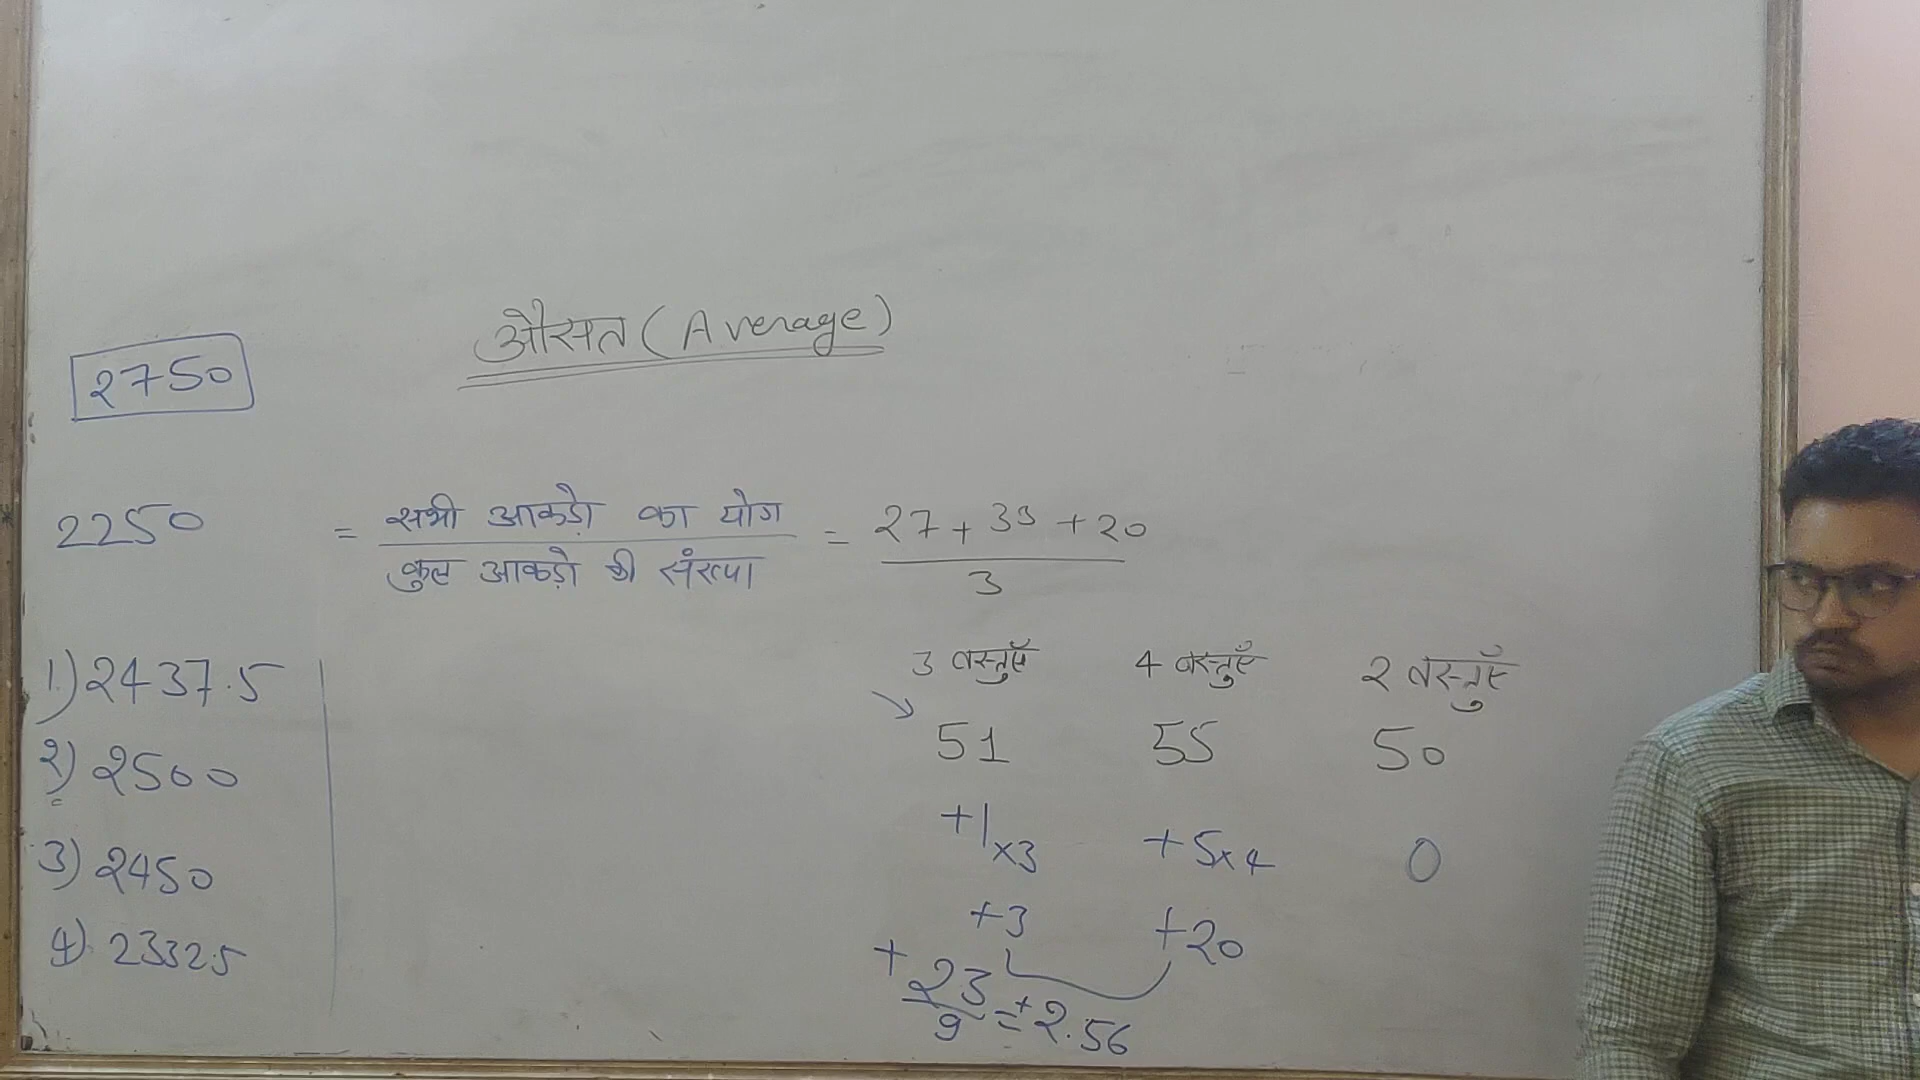 औसत (Average)
2750
2250
= सभी आकड़ो का योग / कुल आकड़ो की संख्या = 27 + 33 + 20 / 3
1) 2437.5
2) 2500
3) 2450
4) 2332.5
3 वस्तुएँ 4 वस्तुएँ 2 वस्तुएँ
51 55 50
+1x3 +5x4 0
+3 +20
+ 23/9 = +2.56